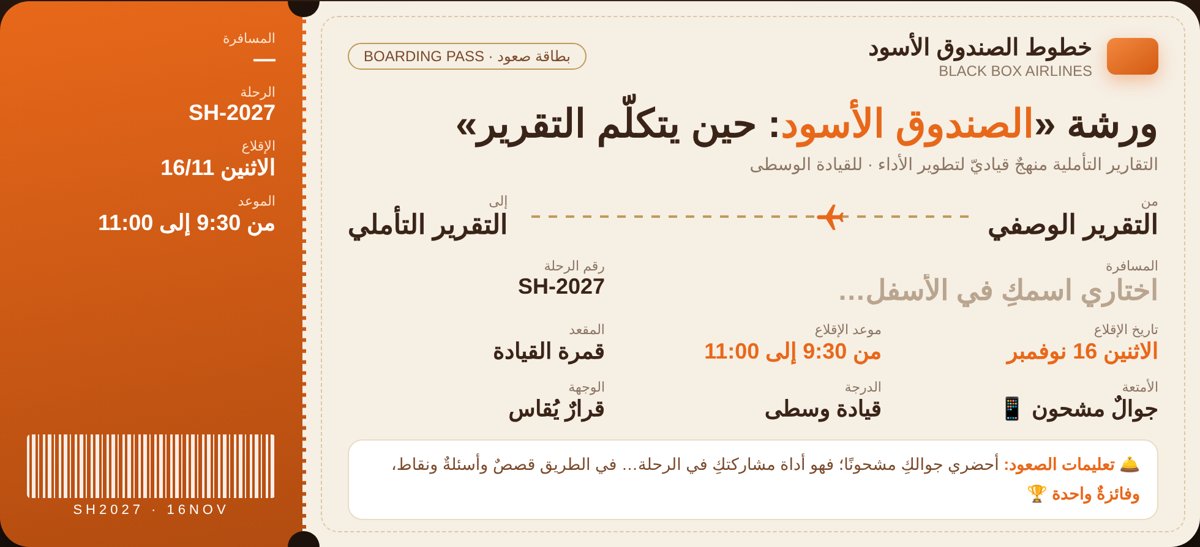 خطوط الصندوق الأسود
BLACK BOX AIRLINES
بطاقة صعود · BOARDING PASS
ورشة «الصندوق الأسود: حين يتكلّم التقرير»
التقارير التأملية منهجٌ قياديّ لتطوير الأداء · للقيادة الوسطى
من
التقرير الوصفي
إلى
التقرير التأملي
المسافرة
اختاري اسمكِ في الأسفل...
رقم الرحلة
SH-2027
تاريخ الإقلاع
الاثنين 16 نوفمبر
موعد الإقلاع
من 9:30 إلى 11:00
المقعد
قمرة القيادة
الأمتعة
جوالٌ مشحون 📱
الدرجة
قيادة وسطى
الوجهة
قرارٌ يُقاس
🛎️ تعليمات الصعود: أحضري جوالكِ مشحونًا؛ فهو أداة مشاركتكِ في الرحلة... في الطريق قصصٌ وأسئلةٌ ونقاط،
وفائزةٌ واحدة 🏆
المسافرة
—
الرحلة
SH-2027
الإقلاع
الاثنين 16/11
الموعد
من 9:30 إلى 11:00
SH2027 · 16NOV